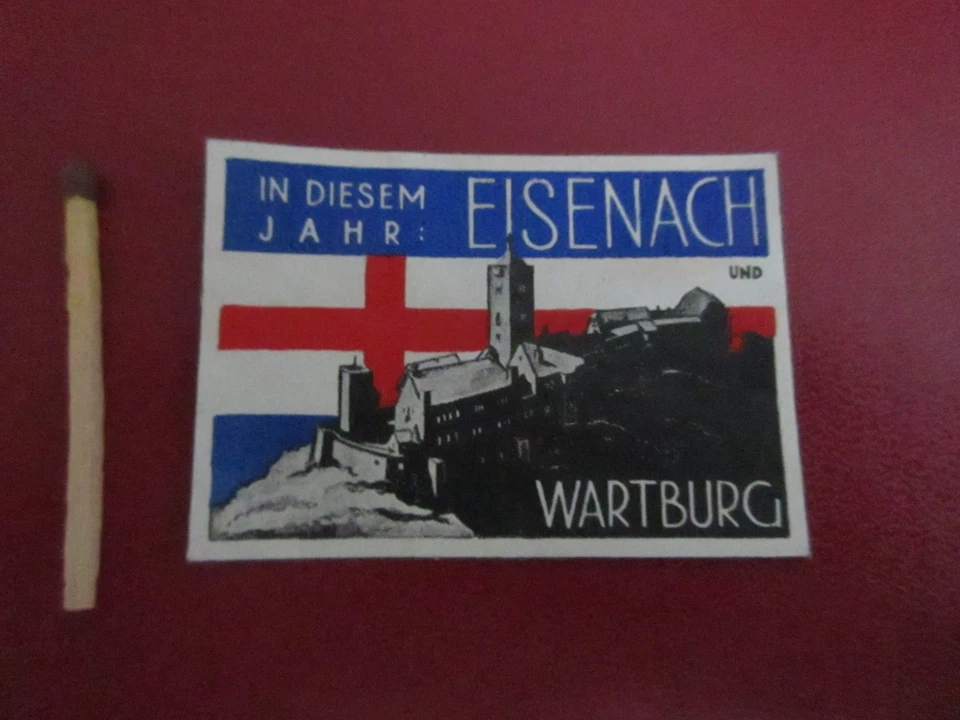 IN DIESEM
JAHR:
EISENACH
UND
WARTBURG